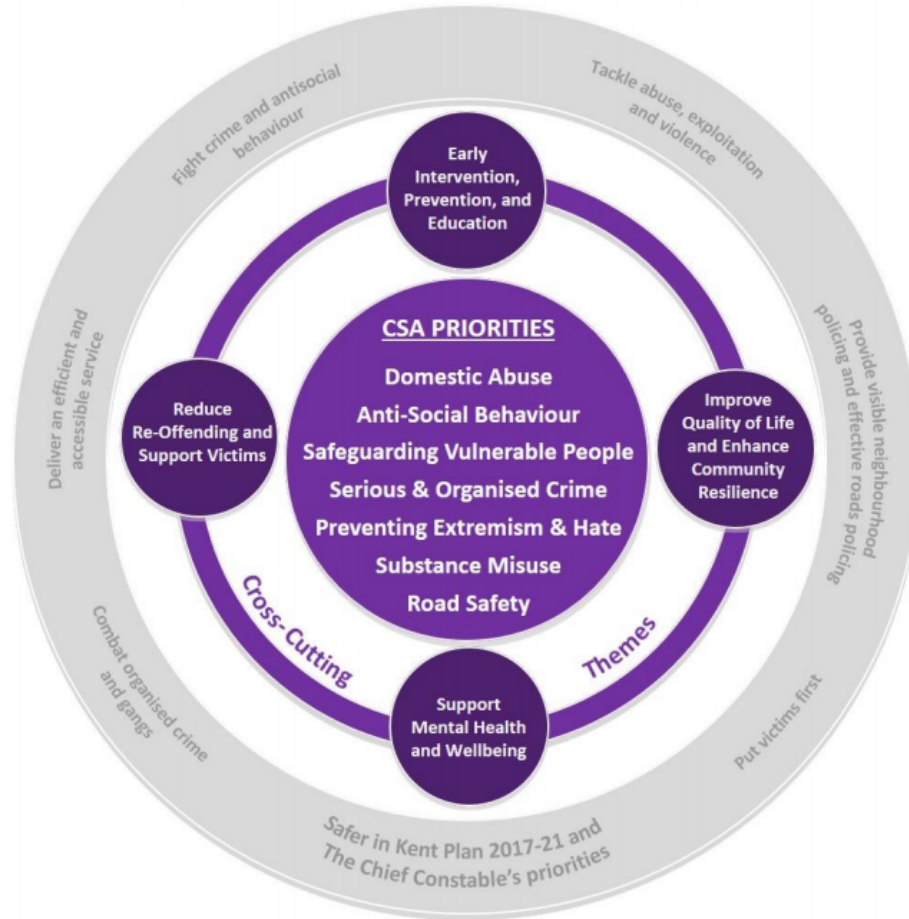 Fight crime and antisocial
behaviour
Tackle abuse, exploitation
and violence
Early
Intervention,
Prevention, and
Education
CSA PRIORITIES
Domestic Abuse
Anti-Social Behaviour
Safeguarding Vulnerable People
Serious & Organised Crime
Preventing Extremism & Hate
Substance Misuse
Road Safety
Deliver an efficient and
accessible service
Reduce
Re-Offending and
Support Victims
Improve
Quality of Life
and Enhance
Community
Resilience
Provide visible neighbourhood
policing and effective roads policing
Cross- Cutting
Themes
Combat organised crime
and gangs
Support
Mental Health
and Wellbeing
Put victims first
Safer in Kent Plan 2017-21 and
The Chief Constable's priorities